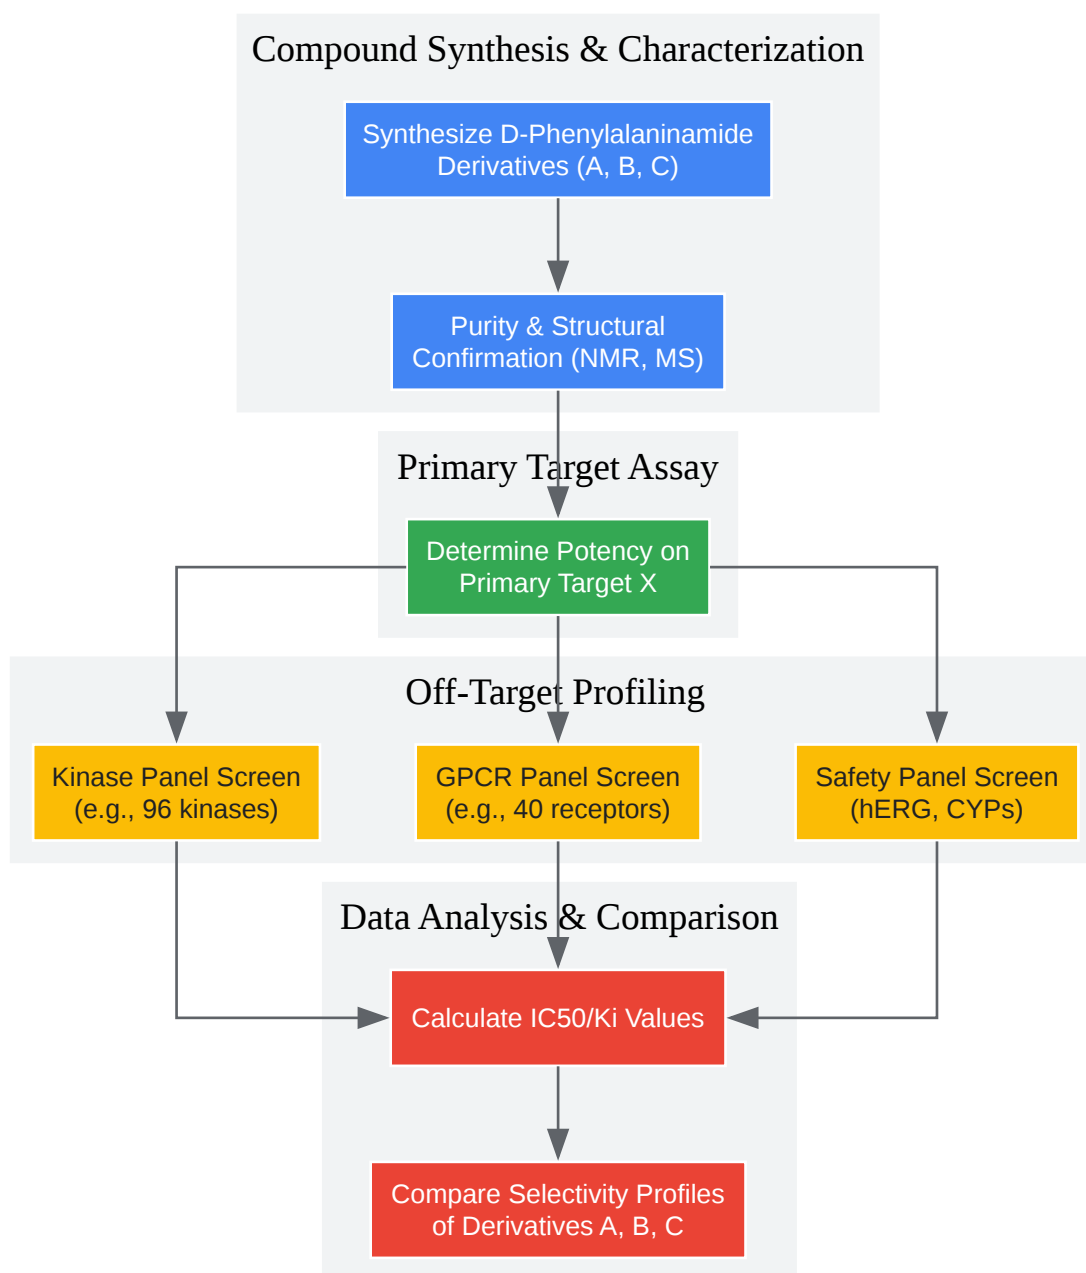 Compound Synthesis & Characterization
Synthesize D-Phenylalaninamide
Derivatives (A, B, C)
Purity & Structural
Confirmation (NMR, MS)
Primary Target Assay
Determine Potency on
Primary Target X
Off-Target Profiling
Kinase Panel Screen
(e.g., 96 kinases)
GPCR Panel Screen
(e.g., 40 receptors)
Safety Panel Screen
(hERG, CYPs)
Data Analysis & Comparison
Calculate IC50/Ki Values
Compare Selectivity Profiles
of Derivatives A, B, C